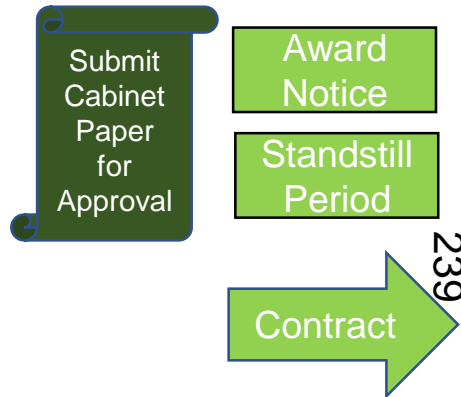 Submit
Cabinet
Paper
for
Approval
Award
Notice
Standstill
Period
239
Contract